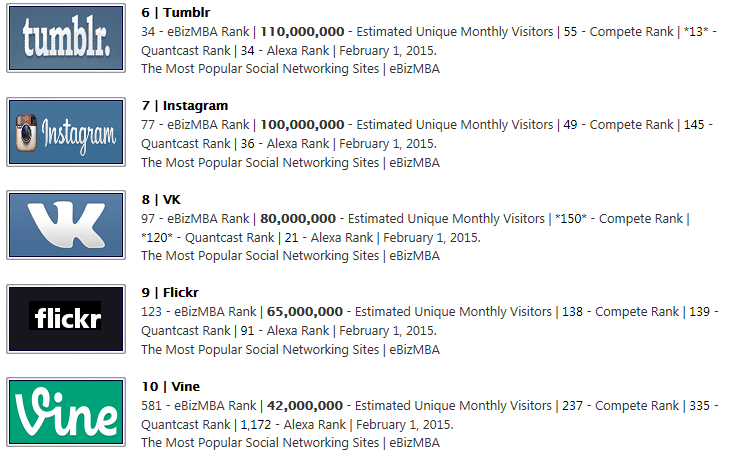 tumblr.
6 | Tumblr
34 - eBizMBA Rank | 110,000,000 - Estimated Unique Monthly Visitors | 55 - Compete Rank | *13* -
Quantcast Rank | 34 - Alexa Rank | February 1, 2015.
The Most Popular Social Networking Sites | eBizMBA
Instagram
7 | Instagram
77 - eBizMBA Rank | 100,000,000 - Estimated Unique Monthly Visitors | 49 - Compete Rank | 145 -
Quantcast Rank | 36 - Alexa Rank | February 1, 2015.
The Most Popular Social Networking Sites | eBizMBA
VK
8 | VK
97 - eBizMBA Rank | 80,000,000 - Estimated Unique Monthly Visitors | *150* - Compete Rank |
*120* - Quantcast Rank | 21 - Alexa Rank | February 1, 2015.
The Most Popular Social Networking Sites | eBizMBA
flickr
9 | Flickr
123 - eBizMBA Rank | 65,000,000 - Estimated Unique Monthly Visitors | 138 - Compete Rank | 139 -
Quantcast Rank | 91 - Alexa Rank | February 1, 2015.
The Most Popular Social Networking Sites | eBizMBA
Vine
10 | Vine
581 - eBizMBA Rank | 42,000,000 - Estimated Unique Monthly Visitors | 237 - Compete Rank | 335 -
Quantcast Rank | 1,172 - Alexa Rank | February 1, 2015.
The Most Popular Social Networking Sites | eBizMBA